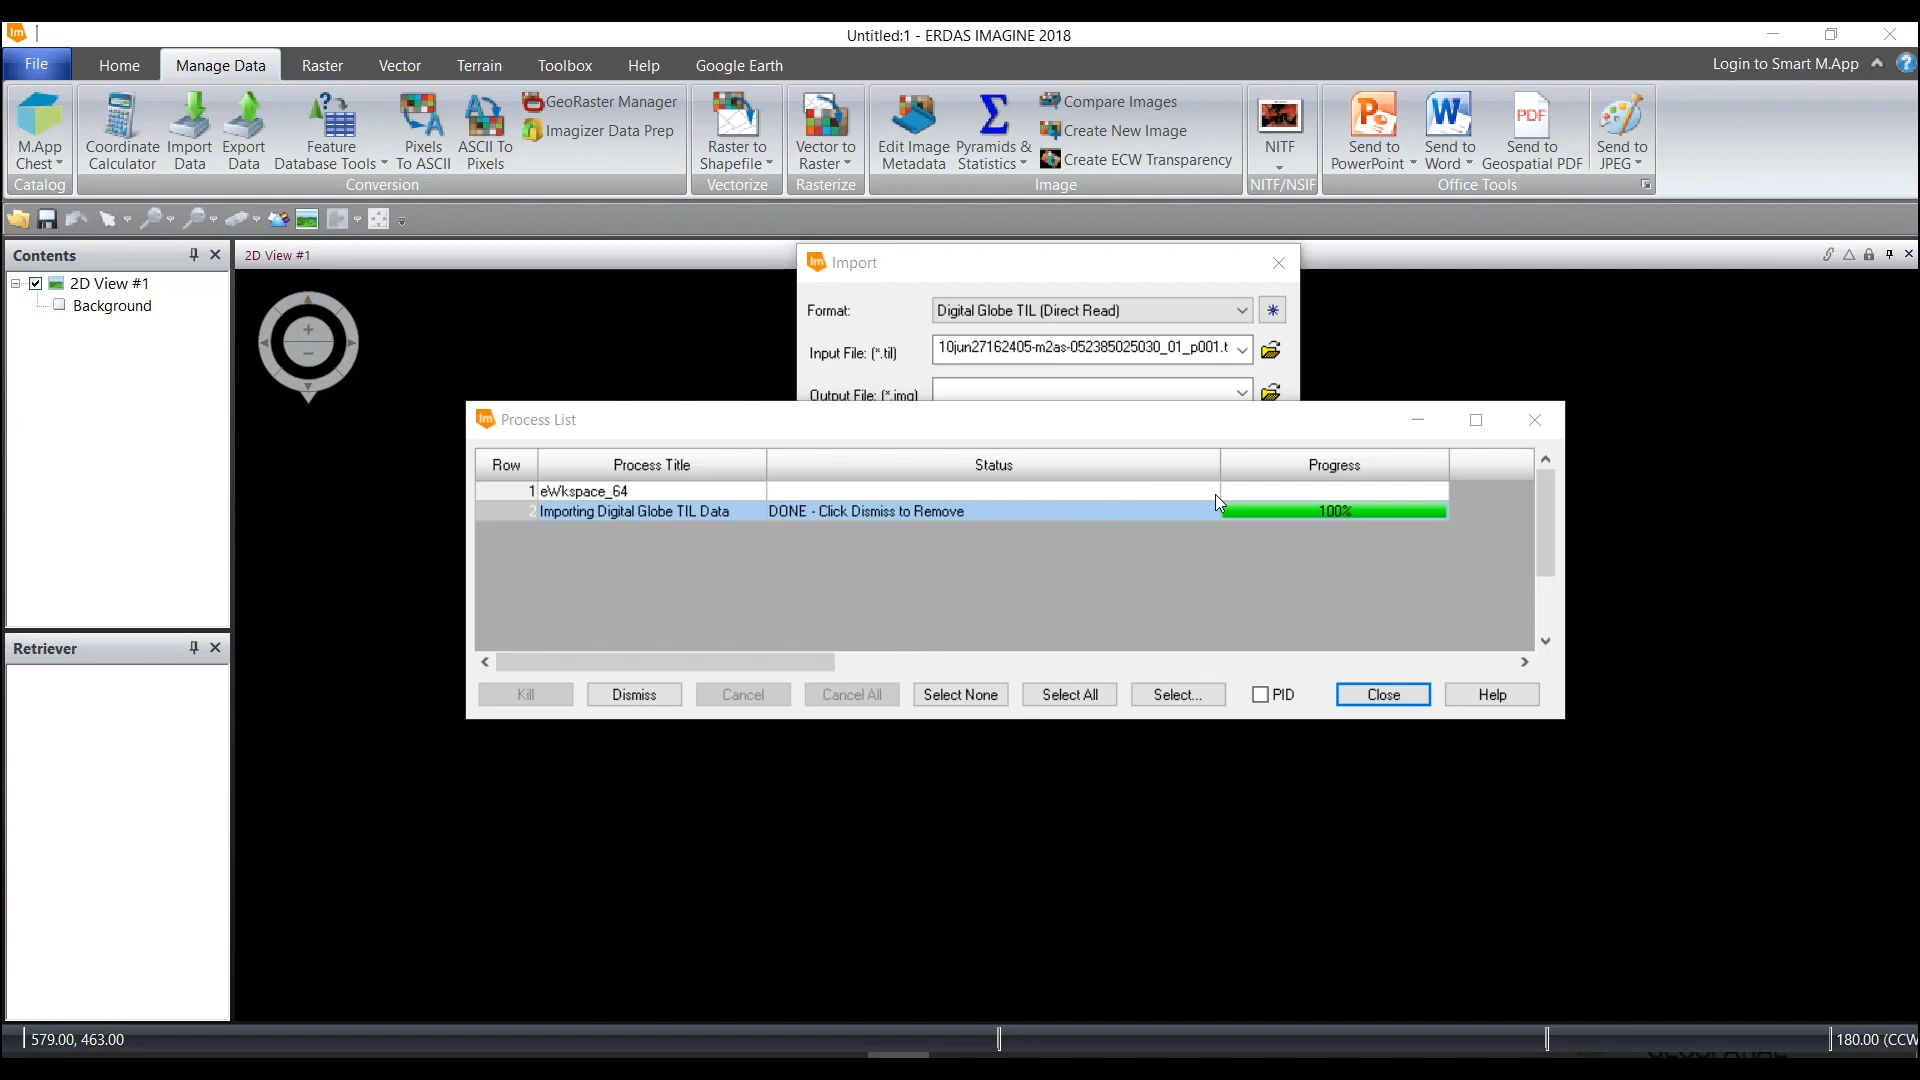 Untitled:1 - ERDAS IMAGINE 2018
File Home Manage Data Raster Vector Terrain Toolbox Help Google Earth Login to Smart M.App
M.App Chest
Coordinate Calculator
Import Data
Export Data
Feature Database Tools
Pixels To ASCII
ASCII To Pixels
GeoRaster Manager
Imagizer Data Prep
Raster to Shapefile
Vector to Raster
Edit Image Metadata
Pyramids & Statistics
Compare Images
Create New Image
Create ECW Transparency
NITF
Send to PowerPoint
Send to Word
PDF
Send to Geospatial PDF
Send to JPEG
Catalog Conversion Vectorize Rasterize Image NITF/NSIF Office Tools
Contents
2D View #1
Background
Retriever
2D View #1
Import
Format: Digital Globe TIL (Direct Read)
Input File: (*.til) 10jun27162405-m2as-052385025030_01_p001.t
Output File: (*.img)
Process List
Row Process Title Status Progress
1 eWkspace_64
2 Importing Digital Globe TIL Data DONE - Click Dismiss to Remove 100%
Kill Dismiss Cancel Cancel All Select None Select All Select... PID Close Help
579.00, 463.00
180.00 (CCW